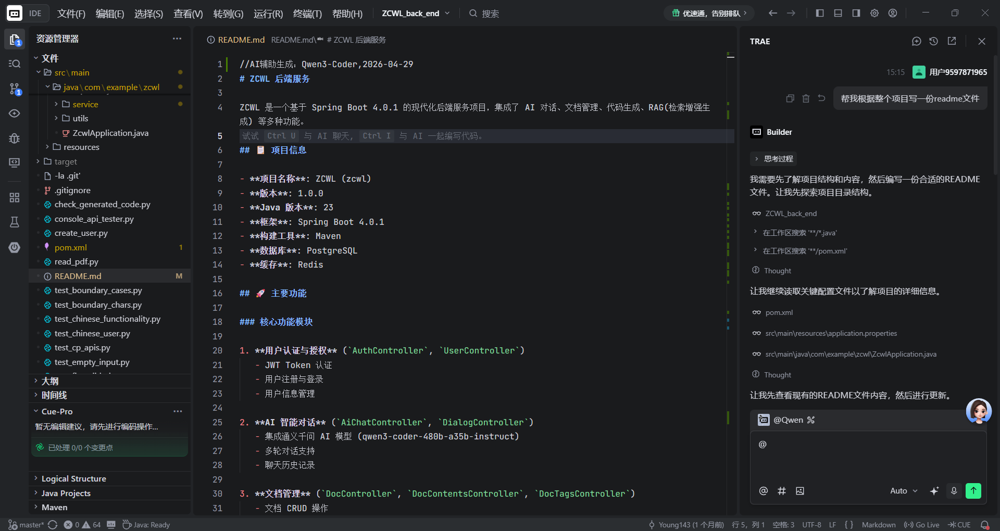 IDE 文件(F) 编辑(E) 选择(S) 查看(V) 转到(G) 运行(R) 终端(T) 帮助(H) ZCWL_back_end 搜索 优速通，告别排队
资源管理器
文件
src\main
java\com\example\zcwl
service
utils
ZcwlApplication.java
resources
target
-la .git'
.gitignore
check_generated_code.py
console_api_tester.py
create_user.py
pom.xml 1
read_pdf.py
README.md M
test_boundary_cases.py
test_boundary_chars.py
test_chinese_functionality.py
test_chinese_user.py
test_cp_apis.py
test_empty_input.py
大纲
时间线
Cue-Pro
暂无编辑建议，请先进行编码操作...
已处理 0/0 个变更点
Logical Structure
Java Projects
Maven
README.md README.md\ # ZCWL 后端服务
1 //AI辅助生成：Qwen3-Coder,2026-04-29
2 # ZCWL 后端服务
3
4 ZCWL 是一个基于 Spring Boot 4.0.1 的现代化后端服务项目，集成了 AI 对话、文档管理、代码生成、RAG(检索增强生
成) 等多种功能。
5 试试 Ctrl U 与 AI 聊天, Ctrl I 与 AI 一起编写代码。
6 ## 📋 项目信息
7
8 - **项目名称**: ZCWL (zcwl)
9 - **版本**: 1.0.0
10 - **Java 版本**: 23
11 - **框架**: Spring Boot 4.0.1
12 - **构建工具**: Maven
13 - **数据库**: PostgreSQL
14 - **缓存**: Redis
15
16 ## 🚀 主要功能
17
18 ### 核心功能模块
19
20 1. **用户认证与授权** (`AuthController`, `UserController`)
21 - JWT Token 认证
22 - 用户注册与登录
23 - 用户信息管理
24
25 2. **AI 智能对话** (`AiChatController`, `DialogController`)
26 - 集成通义千问 AI 模型 (qwen3-coder-480b-a35b-instruct)
27 - 多轮对话支持
28 - 聊天历史记录
29
30 3. **文档管理** (`DocController`, `DocContentsController`, `DocTagsController`)
31 - 文档 CRUD 操作
TRAE
15:15 用户9597871965
帮我根据整个项目写一份readme文件
Builder
思考过程
我需要先了解项目结构和内容，然后编写一份合适的README
文件。让我先探索项目目录结构。
ZCWL_back_end
在工作区搜索 '**/*.java'
在工作区搜索 '**/pom.xml'
Thought
让我继续读取关键配置文件以了解项目的详细信息。
pom.xml
src\main\resources\application.properties
src\main\java\com\example\zcwl\ZcwlApplication.java
Thought
让我先查看现有的README文件内容，然后进行更新。
@Qwen
@
Auto
master* 0 64 Java: Ready Young143 (1 个月前) 行 5，列 1 空格: 3 UTF-8 LF { } Markdown Go Live CUE